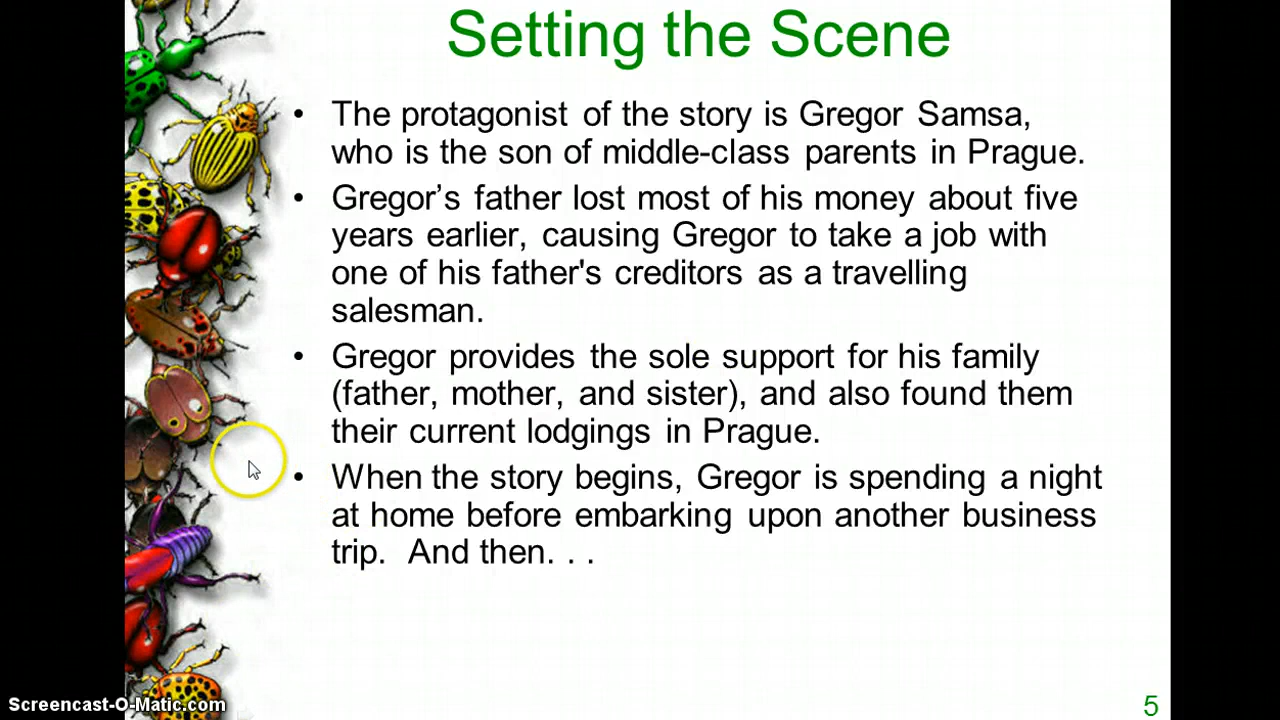 Setting the Scene
• The protagonist of the story is Gregor Samsa,
who is the son of middle-class parents in Prague.
• Gregor’s father lost most of his money about five
years earlier, causing Gregor to take a job with
one of his father's creditors as a travelling
salesman.
• Gregor provides the sole support for his family
(father, mother, and sister), and also found them
their current lodgings in Prague.
• When the story begins, Gregor is spending a night
at home before embarking upon another business
trip.  And then. . .
Screencast-O-Matic.com
5